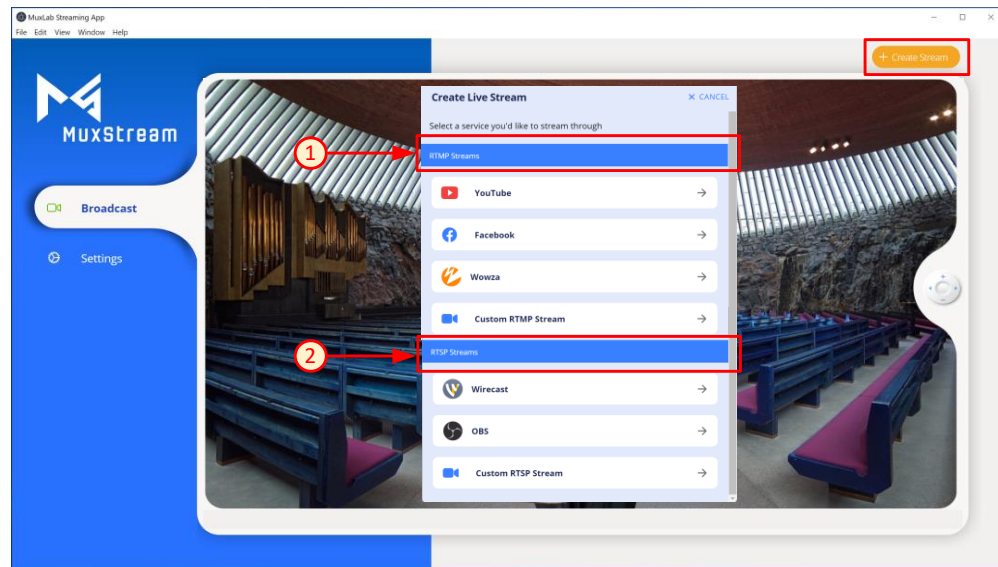 MuxLab Streaming App
File Edit View Window Help
+ Create Stream
MuxStream
Broadcast
Settings
Create Live Stream
× CANCEL
Select a service you'd like to stream through
1
RTMP Streams
YouTube
Facebook
Wowza
Custom RTMP Stream
2
RTSP Streams
Wirecast
OBS
Custom RTSP Stream